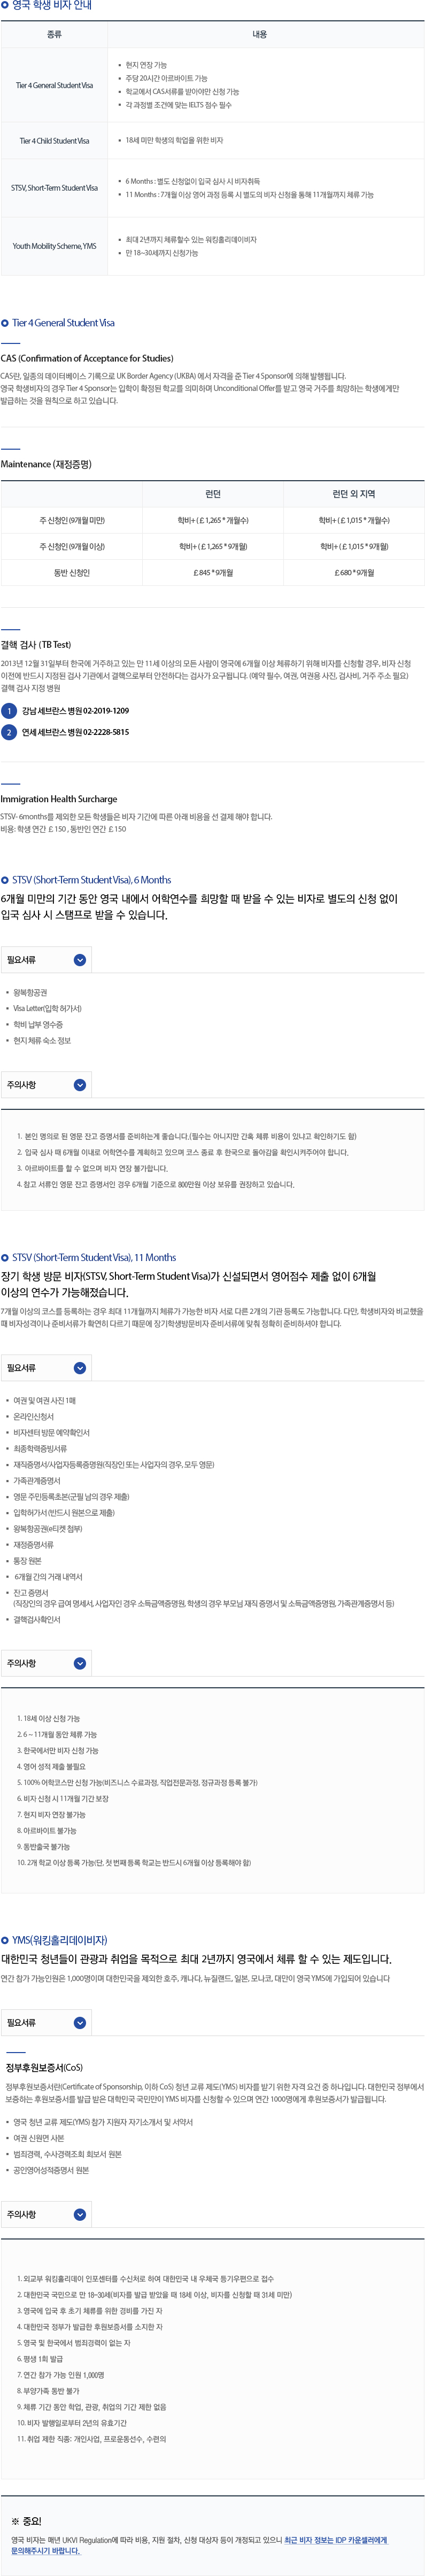 영국 학생 비자 안내
종류 내용
Tier 4 General Student Visa
현지 연장 가능
주당 20시간 아르바이트 가능
학교에서 CAS서류를 받아야만 신청 가능
각 과정별 조건에 맞는 IELTS 점수 필수
Tier 4 Child Student Visa
18세 미만 학생의 학업을 위한 비자
STSV, Short-Term Student Visa
6 Months : 별도 신청없이 입국 심사 시 비자취득
11 Months : 7개월 이상 영어 과정 등록 시 별도의 비자 신청을 통해 11개월까지 체류 가능
Youth Mobility Scheme, YMS
최대 2년까지 체류할수 있는 워킹홀리데이비자
만 18~30세까지 신청가능
Tier 4 General Student Visa
CAS (Confirmation of Acceptance for Studies)
CAS란, 일종의 데이터베이스 기록으로 UK Border Agency (UKBA) 에서 자격을 준 Tier 4 Sponsor에 의해 발행됩니다.
영국 학생비자의 경우 Tier 4 Sponsor는 입학이 확정된 학교를 의미하며 Unconditional Offer를 받고 영국 거주를 희망하는 학생에게만
발급하는 것을 원칙으로 하고 있습니다.
Maintenance (재정증명)
런던 런던 외 지역
주 신청인 (9개월 미만) 학비+ (￡1,265 * 개월수) 학비+ (￡1,015 * 개월수)
주 신청인 (9개월 이상) 학비+ (￡1,265 * 9개월) 학비+ (￡1,015 * 9개월)
동반 신청인 ￡845 * 9개월 ￡680 * 9개월
결핵 검사 (TB Test)
2013년 12월 31일부터 한국에 거주하고 있는 만 11세 이상의 모든 사람이 영국에 6개월 이상 체류하기 위해 비자를 신청할 경우, 비자 신청
이전에 반드시 지정된 검사 기관에서 결핵으로부터 안전하다는 검사가 요구됩니다. (예약 필수, 여권, 여권용 사진, 검사비, 거주 주소 필요)
결핵 검사 지정 병원
1 강남 세브란스 병원 02-2019-1209
2 연세 세브란스 병원 02-2228-5815
Immigration Health Surcharge
STSV- 6months를 제외한 모든 학생들은 비자 기간에 따른 아래 비용을 선 결제 해야 합니다.
비용: 학생 연간 ￡150 , 동반인 연간 ￡150
STSV (Short-Term Student Visa), 6 Months
6개월 미만의 기간 동안 영국 내에서 어학연수를 희망할 때 받을 수 있는 비자로 별도의 신청 없이
입국 심사 시 스탬프로 받을 수 있습니다.
필요서류
왕복항공권
Visa Letter(입학 허가서)
학비 납부 영수증
현지 체류 숙소 정보
주의사항
1. 본인 명의로 된 영문 잔고 증명서를 준비하는게 좋습니다.(필수는 아니지만 간혹 체류 비용이 있냐고 확인하기도 함)
2. 입국 심사 때 6개월 이내로 어학연수를 계획하고 있으며 코스 종료 후 한국으로 돌아감을 확인시켜주어야 합니다.
3. 아르바이트를 할 수 없으며 비자 연장 불가합니다.
4. 참고 서류인 영문 잔고 증명서인 경우 6개월 기준으로 800만원 이상 보유를 권장하고 있습니다.
STSV (Short-Term Student Visa), 11 Months
장기 학생 방문 비자(STSV, Short-Term Student Visa)가 신설되면서 영어점수 제출 없이 6개월
이상의 연수가 가능해졌습니다.
7개월 이상의 코스를 등록하는 경우 최대 11개월까지 체류가 가능한 비자 서로 다른 2개의 기관 등록도 가능합니다. 다만, 학생비자와 비교했을
때 비자성격이나 준비서류가 확연히 다르기 때문에 장기학생방문비자 준비서류에 맞춰 정확히 준비하셔야 합니다.
필요서류
여권 및 여권 사진 1매
온라인신청서
비자센터 방문 예약확인서
최종학력증빙서류
재직증명서/사업자등록증명원(직장인 또는 사업자의 경우, 모두 영문)
가족관계증명서
영문 주민등록초본(군필 남의 경우 제출)
입학허가서 (반드시 원본으로 제출)
왕복항공권(e티켓 첨부)
재정증명서류
통장 원본
6개월 간의 거래 내역서
잔고 증명서
(직장인의 경우 급여 명세서, 사업자인 경우 소득금액증명원, 학생의 경우 부모님 재직 증명서 및 소득금액증명원, 가족관계증명서 등)
결핵검사확인서
주의사항
1. 18세 이상 신청 가능
2. 6 ~ 11개월 동안 체류 가능
3. 한국에서만 비자 신청 가능
4. 영어 성적 제출 불필요
5. 100% 어학코스만 신청 가능(비즈니스 수료과정, 직업전문과정, 정규과정 등록 불가)
6. 비자 신청 시 11개월 기간 보장
7. 현지 비자 연장 불가능
8. 아르바이트 불가능
9. 동반출국 불가능
10. 2개 학교 이상 등록 가능(단, 첫 번째 등록 학교는 반드시 6개월 이상 등록해야 함)
YMS(워킹홀리데이비자)
대한민국 청년들이 관광과 취업을 목적으로 최대 2년까지 영국에서 체류 할 수 있는 제도입니다.
연간 참가 가능인원은 1,000명이며 대한민국을 제외한 호주, 캐나다, 뉴질랜드, 일본, 모나코, 대만이 영국 YMS에 가입되어 있습니다
필요서류
정부후원보증서(CoS)
정부후원보증서란(Certificate of Sponsorship, 이하 CoS) 청년 교류 제도(YMS) 비자를 받기 위한 자격 요건 중 하나입니다. 대한민국 정부에서
보증하는 후원보증서를 발급 받은 대한민국 국민만이 YMS 비자를 신청할 수 있으며 연간 1000명에게 후원보증서가 발급됩니다.
영국 청년 교류 제도(YMS) 참가 지원자 자기소개서 및 서약서
여권 신원면 사본
범죄경력, 수사경력조회 회보서 원본
공인영어성적증명서 원본
주의사항
1. 외교부 워킹홀리데이 인포센터를 수신처로 하여 대한민국 내 우체국 등기우편으로 접수
2. 대한민국 국민으로 만 18~30세(비자를 발급 받았을 때 18세 이상, 비자를 신청할 때 31세 미만)
3. 영국에 입국 후 초기 체류를 위한 경비를 가진 자
4. 대한민국 정부가 발급한 후원보증서를 소지한 자
5. 영국 및 한국에서 범죄경력이 없는 자
6. 평생 1회 발급
7. 연간 참가 가능 인원 1,000명
8. 부양가족 동반 불가
9. 체류 기간 동안 학업, 관광, 취업의 기간 제한 없음
10. 비자 발행일로부터 2년의 유효기간
11. 취업 제한 직종: 개인사업, 프로운동선수, 수련의
※ 중요!
영국 비자는 매년 UKVI Regulation에 따라 비용, 지원 절차, 신청 대상자 등이 개정되고 있으니 최근 비자 정보는 IDP 카운셀러에게
문의해주시기 바랍니다.